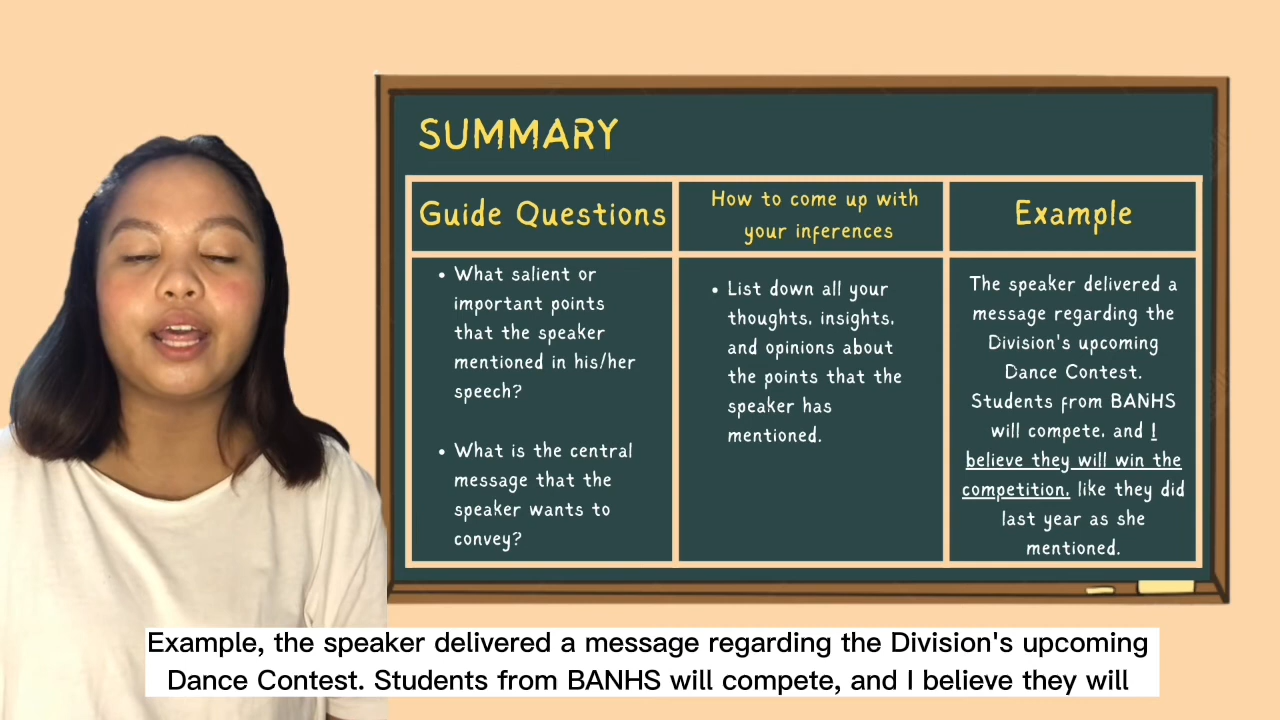 SUMMARY
Guide Questions
How to come up with
your inferences
Example
• What salient or
important points
that the speaker
mentioned in his/her
speech?
• What is the central
message that the
speaker wants to
convey?
• List down all your
thoughts, insights,
and opinions about
the points that the
speaker has
mentioned.
The speaker delivered a
message regarding the
Division's upcoming
Dance Contest.
Students from BANHS
will compete, and I
believe they will win the
competition, like they did
last year as she
mentioned.
Example, the speaker delivered a message regarding the Division's upcoming
Dance Contest. Students from BANHS will compete, and I believe they will